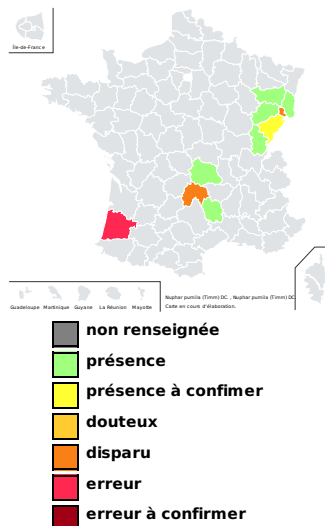 Île-de-France
Guadeloupe Martinique Guyane La Réunion Mayotte
Nuphar pumila (Timm) DC. , Nuphar pumila (Timm) DC.
Carte en cours d'élaboration.
non renseignée
présence
présence à confimer
douteux
disparu
erreur
erreur à confirmer